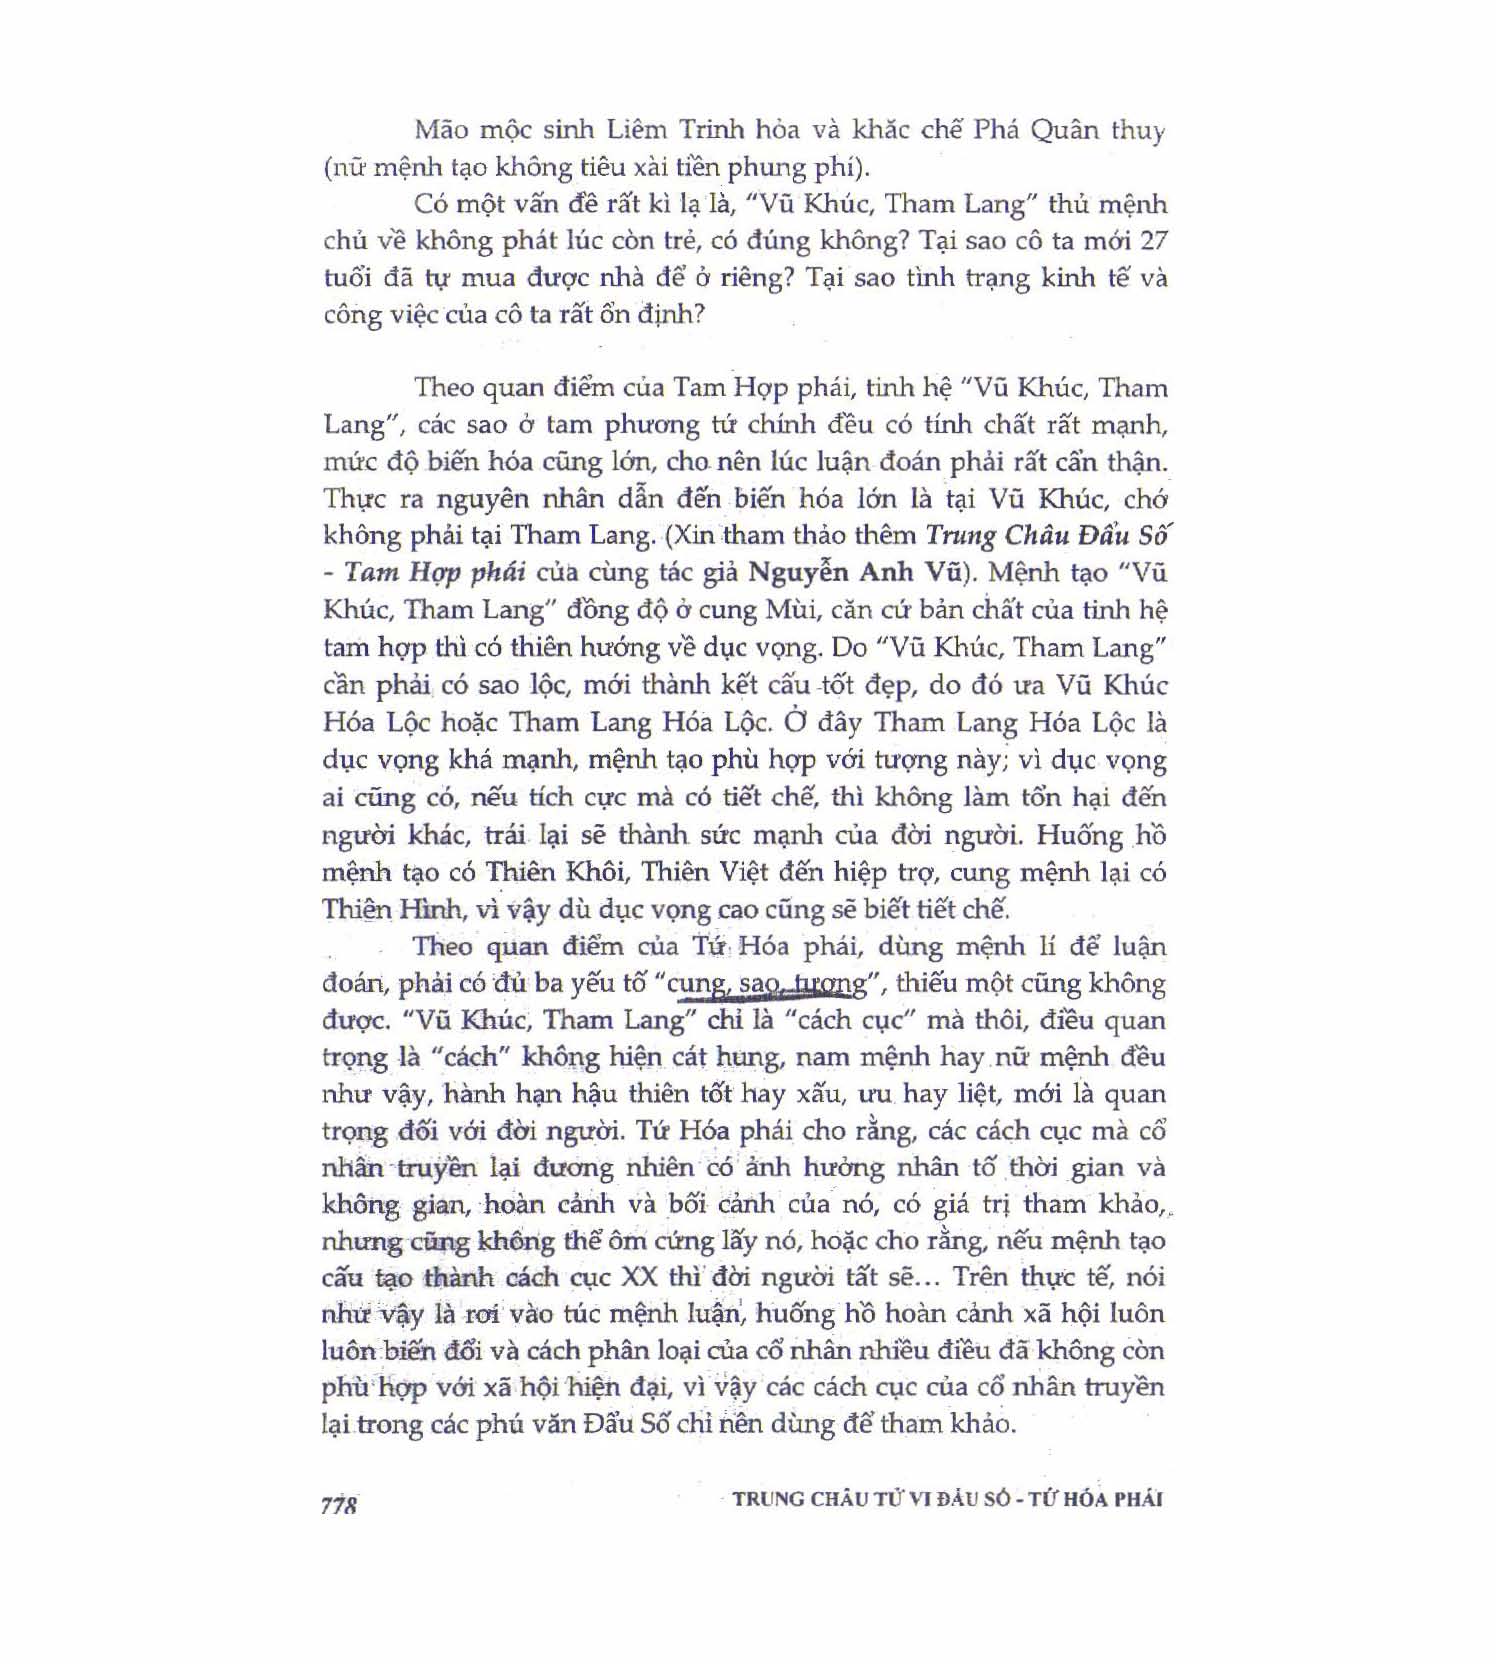 Mão mộc sinh Liêm Trinh hỏa và khắc chế Phá Quân thuy
(nữ mệnh tạo không tiêu xài tiền phung phí).
Có một vấn đề rất kì lạ là, "Vũ Khúc, Tham Lang" thủ mệnh
chủ về không phát lúc còn trẻ, có đúng không? Tại sao cô ta mới 27
tuổi đã tự mua được nhà để ở riêng? Tại sao tình trạng kinh tế và
công việc của cô ta rất ổn định?
Theo quan điểm của Tam Hợp phái, tinh hệ "Vũ Khúc, Tham
Lang", các sao ở tam phương tứ chính đều có tính chất rất mạnh,
mức độ biến hóa cũng lớn, cho nên lúc luận đoán phải rất cẩn thận.
Thực ra nguyên nhân dẫn đến biến hóa lớn là tại Vũ Khúc, chớ
không phải tại Tham Lang. (Xin tham thảo thêm Trung Châu Đẩu Số
- Tam Hợp phái của cùng tác giả Nguyễn Anh Vũ). Mệnh tạo "Vũ
Khúc, Tham Lang" đồng độ ở cung Mùi, căn cứ bản chất của tinh hệ
tam hợp thì có thiên hướng về dục vọng. Do "Vũ Khúc, Tham Lang"
cần phải có sao lộc, mới thành kết cấu tốt đẹp, do đó ưa Vũ Khúc
Hóa Lộc hoặc Tham Lang Hóa Lộc. Ở đây Tham Lang Hóa Lộc là
dục vọng khá mạnh, mệnh tạo phù hợp với tượng này; vì dục vọng
ai cũng có, nếu tích cực mà có tiết chế, thì không làm tổn hại đến
người khác, trái lại sẽ thành sức mạnh của đời người. Huống hồ
mệnh tạo có Thiên Khôi, Thiên Việt đến hiệp trợ, cung mệnh lại có
Thiên Hình, vì vậy dù dục vọng cao cũng sẽ biết tiết chế.
Theo quan điểm của Tứ Hóa phái, dùng mệnh lí để luận
đoán, phải có đủ ba yếu tố "cung, sao, tượng", thiếu một cũng không
được. "Vũ Khúc, Tham Lang" chỉ là "cách cục" mà thôi, điều quan
trọng là "cách" không hiện cát hung, nam mệnh hay nữ mệnh đều
như vậy, hành hạn hậu thiên tốt hay xấu, ưu hay liệt, mới là quan
trọng đối với đời người. Tứ Hóa phái cho rằng, các cách cục mà cổ
nhân truyền lại đương nhiên có ảnh hưởng nhân tố thời gian và
không gian, hoàn cảnh và bối cảnh của nó, có giá trị tham khảo,
nhưng cũng không thể ôm cứng lấy nó, hoặc cho rằng, nếu mệnh tạo
cấu tạo thành cách cục XX thì đời người tất sẽ... Trên thực tế, nói
như vậy là rơi vào túc mệnh luận, huống hồ hoàn cảnh xã hội luôn
luôn biến đổi và cách phân loại của cổ nhân nhiều điều đã không còn
phù hợp với xã hội hiện đại, vì vậy các cách cục của cổ nhân truyền
lại trong các phú văn Đẩu Số chỉ nên dùng để tham khảo.
778
TRUNG CHÂU TỬ VI ĐẨU SỐ - TỨ HÓA PHÁI